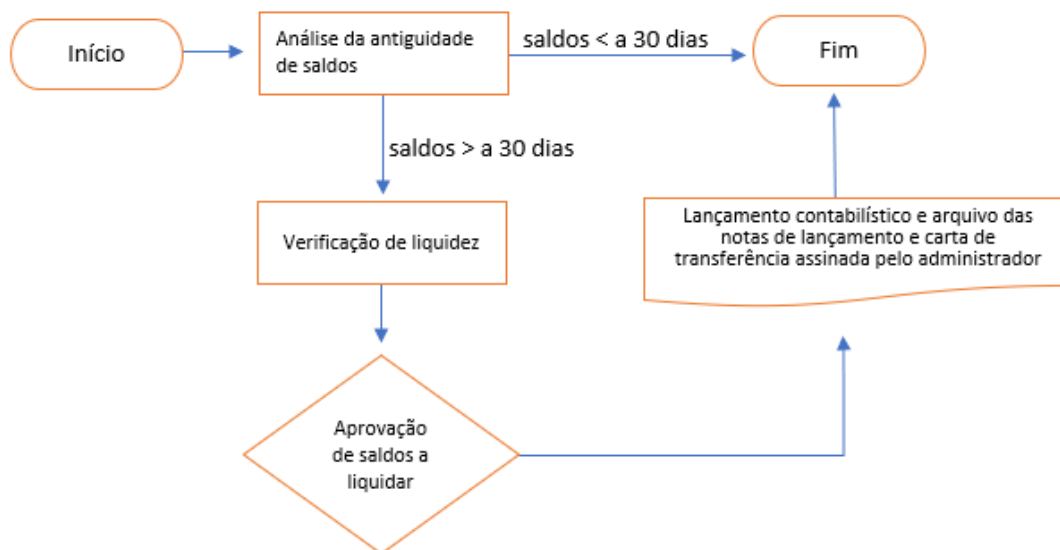 Início
Análise da antiguidade
de saldos
saldos < a 30 dias
Fim
saldos > a 30 dias
Verificação de liquidez
Lançamento contabilístico e arquivo das
notas de lançamento e carta de
transferência assinada pelo administrador
Aprovação
de saldos a
liquidar